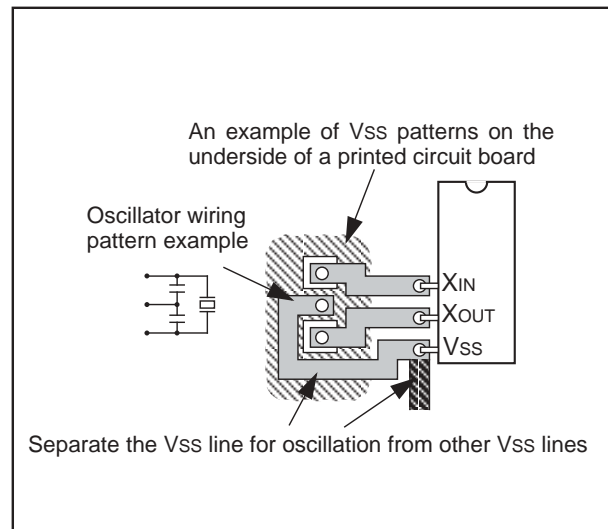 An example of VSS patterns on the
underside of a printed circuit board
Oscillator wiring
pattern example
XIN
XOUT
VSS
Separate the VSS line for oscillation from other VSS lines